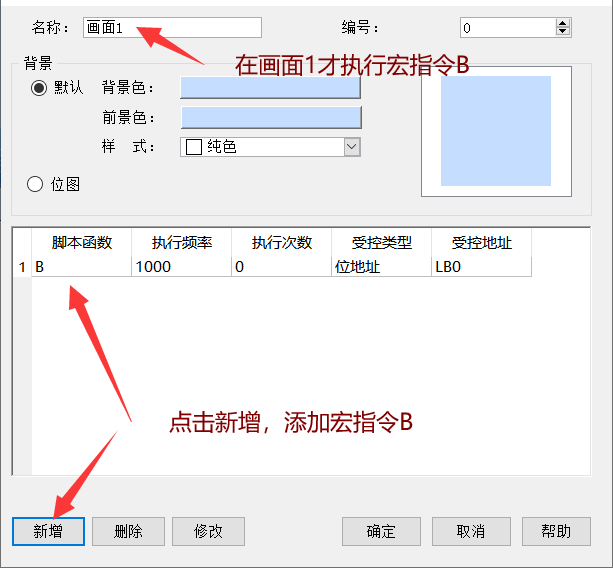 名称： 画面1 编号： 0
在画面1才执行宏指令B
背景
默认 背景色：
前景色：
样 式： 纯色
位图
脚本函数 执行频率 执行次数 受控类型 受控地址
1 B 1000 0 位地址 LB0
点击新增，添加宏指令B
新增 删除 修改 确定 取消 帮助